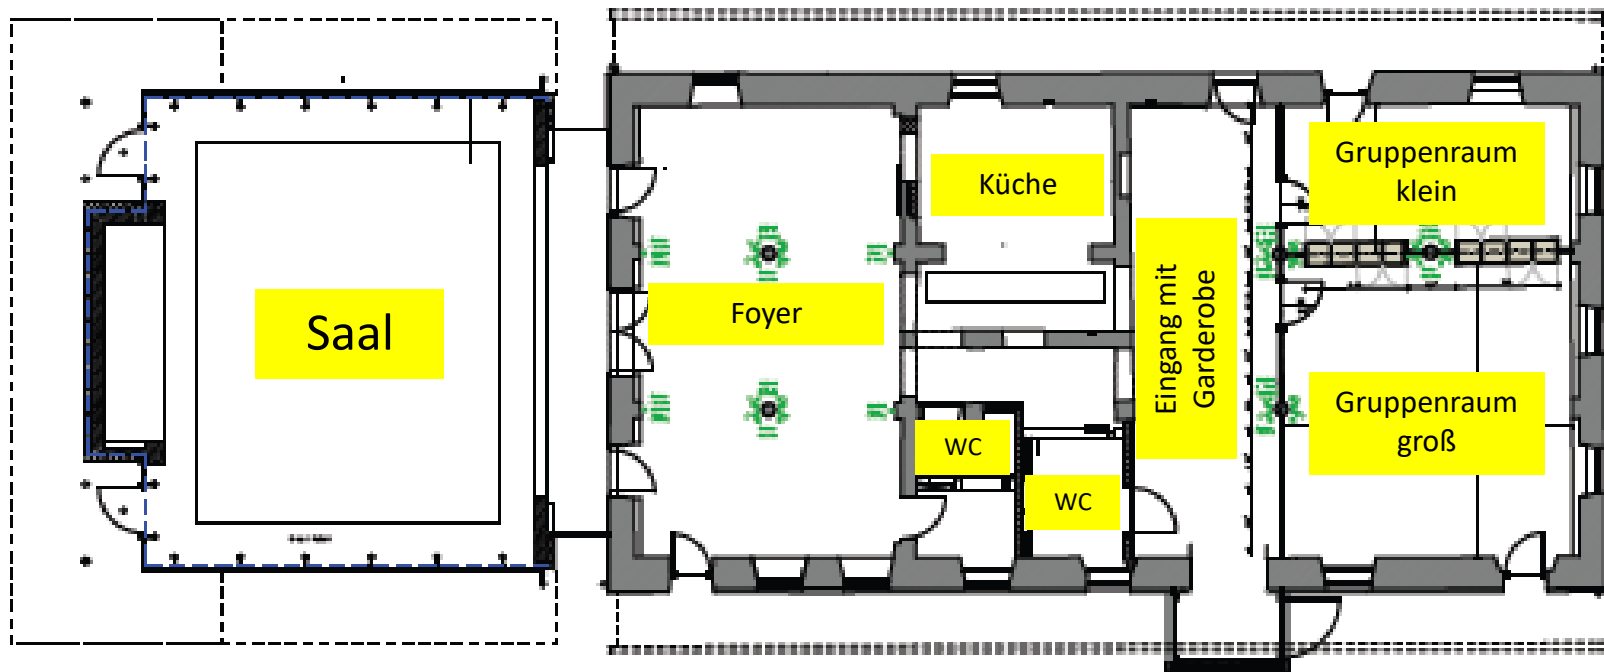 Saal
Foyer
Küche
WC
WC
Eingang mit
Garderobe
Gruppenraum
klein
Gruppenraum
groß